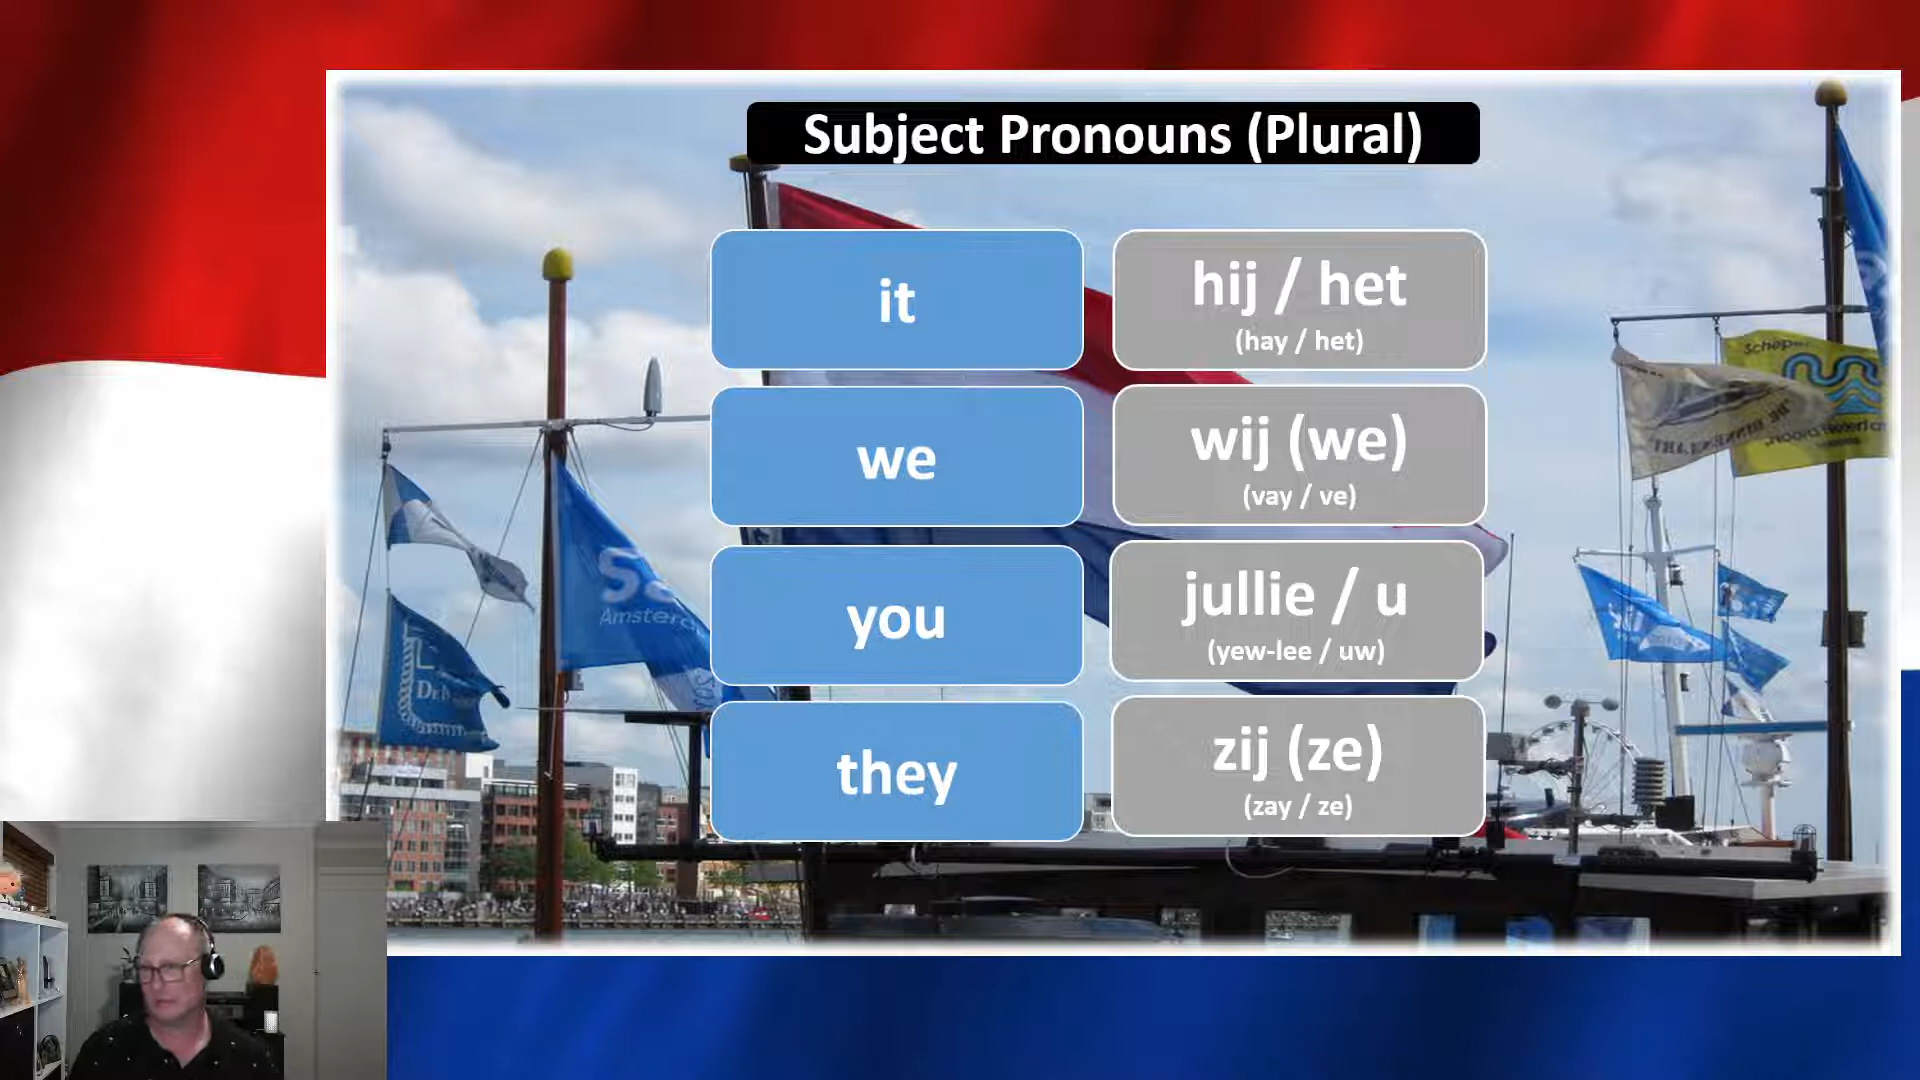 Subject Pronouns (Plural)
it
hij / het
(hay / het)
we
wij (we)
(vay / ve)
you
jullie / u
(yew-lee / uw)
they
zij (ze)
(zay / ze)